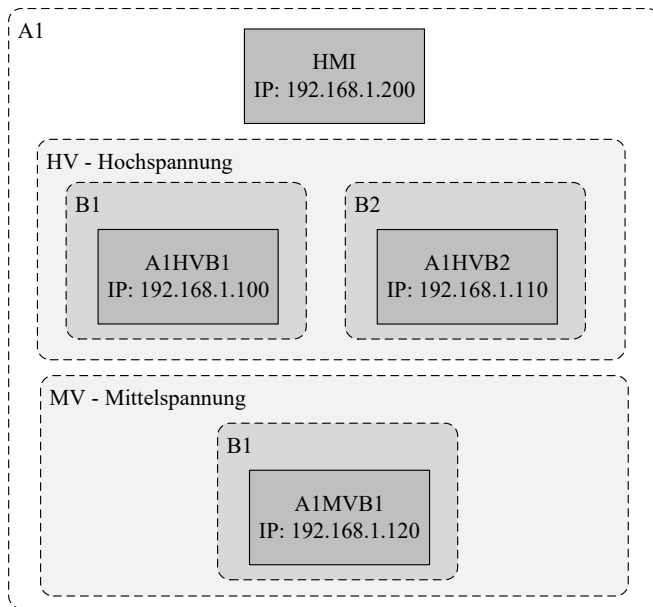 A1
HMI
IP: 192.168.1.200
HV - Hochspannung
B1
A1HVB1
IP: 192.168.1.100
B2
A1HVB2
IP: 192.168.1.110
MV - Mittelspannung
B1
A1MVB1
IP: 192.168.1.120